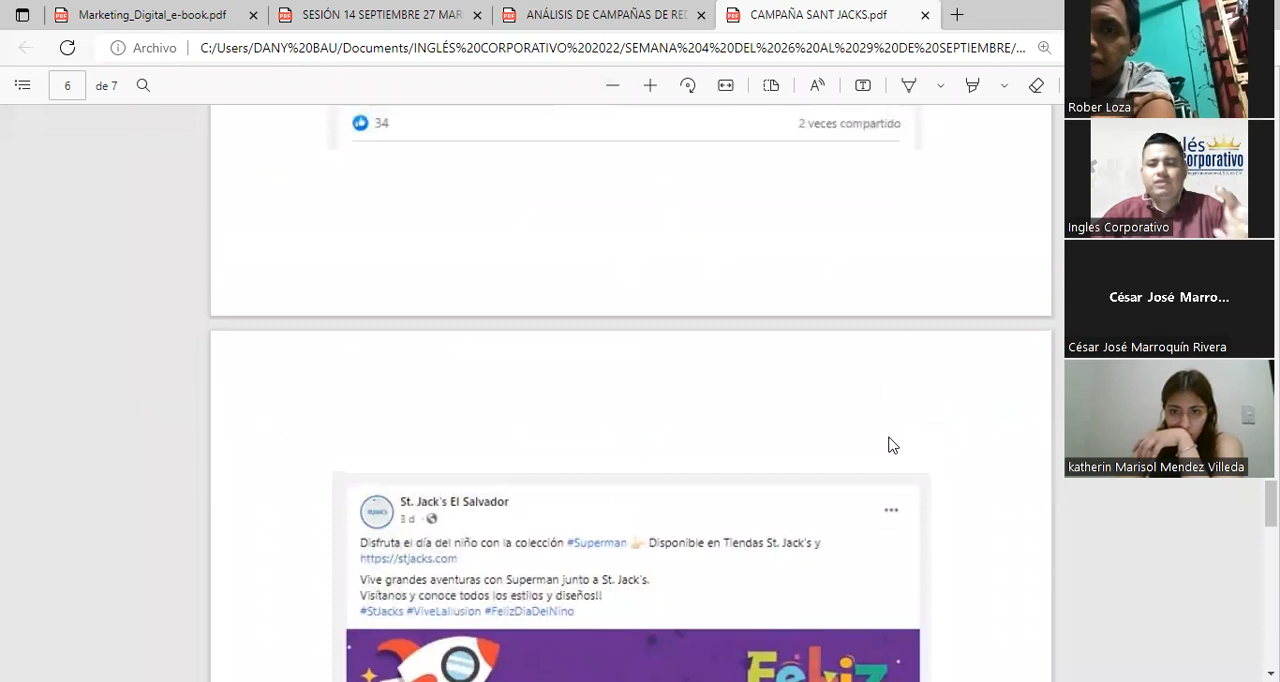 Marketing_Digital_e-book.pdf
SESIÓN 14 SEPTIEMBRE 27 MAR
ANÁLISIS DE CAMPAÑAS DE RE
CAMPAÑA SANT JACKS.pdf
Archivo
C:/Users/DANY%20BAU/Documents/INGLÉS%20CORPORATIVO%202022/SEMANA%204%20DEL%2026%20AL%2029%20DE%20SEPTIEMBRE/...
6
de 7
34
2 veces compartido
St. Jack's El Salvador
3 d
Disfruta el día del niño con la colección #Superman Disponible en Tiendas St. Jack's y
https://stjacks.com
Vive grandes aventuras con Superman junto a St. Jack's.
Visítanos y conoce todos los estilos y diseños!!
#StJacks #ViveLaIlusion #FelizDiaDelNino
Feliz
Rober Loza
lés
orporativo
Inglés Corporativo
César José Marro...
César José Marroquín Rivera
katherin Marisol Mendez Villeda